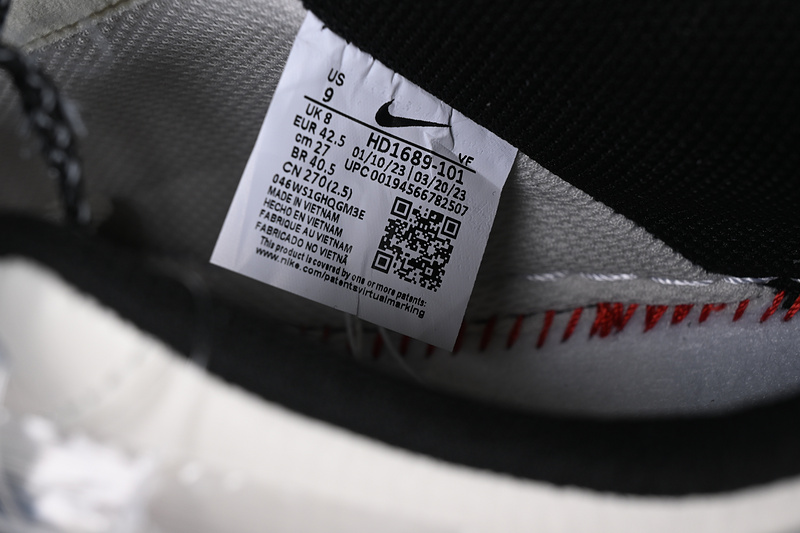 US
9
UK 8
EUR 42.5
cm 27
BR 40.5
CN 270(2.5)
VF
HD1689-101
01/10/23 | 03/20/23
UPC 00194566782507
046WS1GHQGM3E
MADE IN VIETNAM
HECHO EN VIETNAM
FABRIQUE AU VIETNAM
FABRICADO NO VIETNÃ
This product is covered by one or more patents:
www.nike.com/patentsvirtualmarking